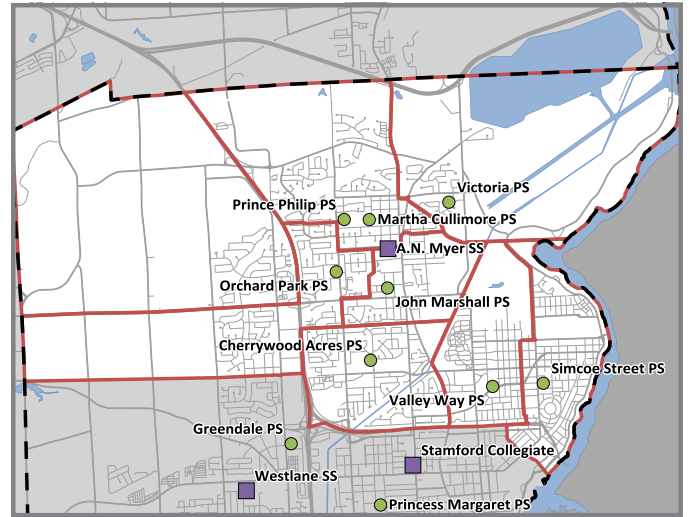 Victoria PS
Prince Philip PS
Martha Cullimore PS
A.N. Myer SS
Orchard Park PS
John Marshall PS
Cherrywood Acres PS
Simcoe Street PS
Valley Way PS
Greendale PS
Stamford Collegiate
Westlane SS
Princess Margaret PS